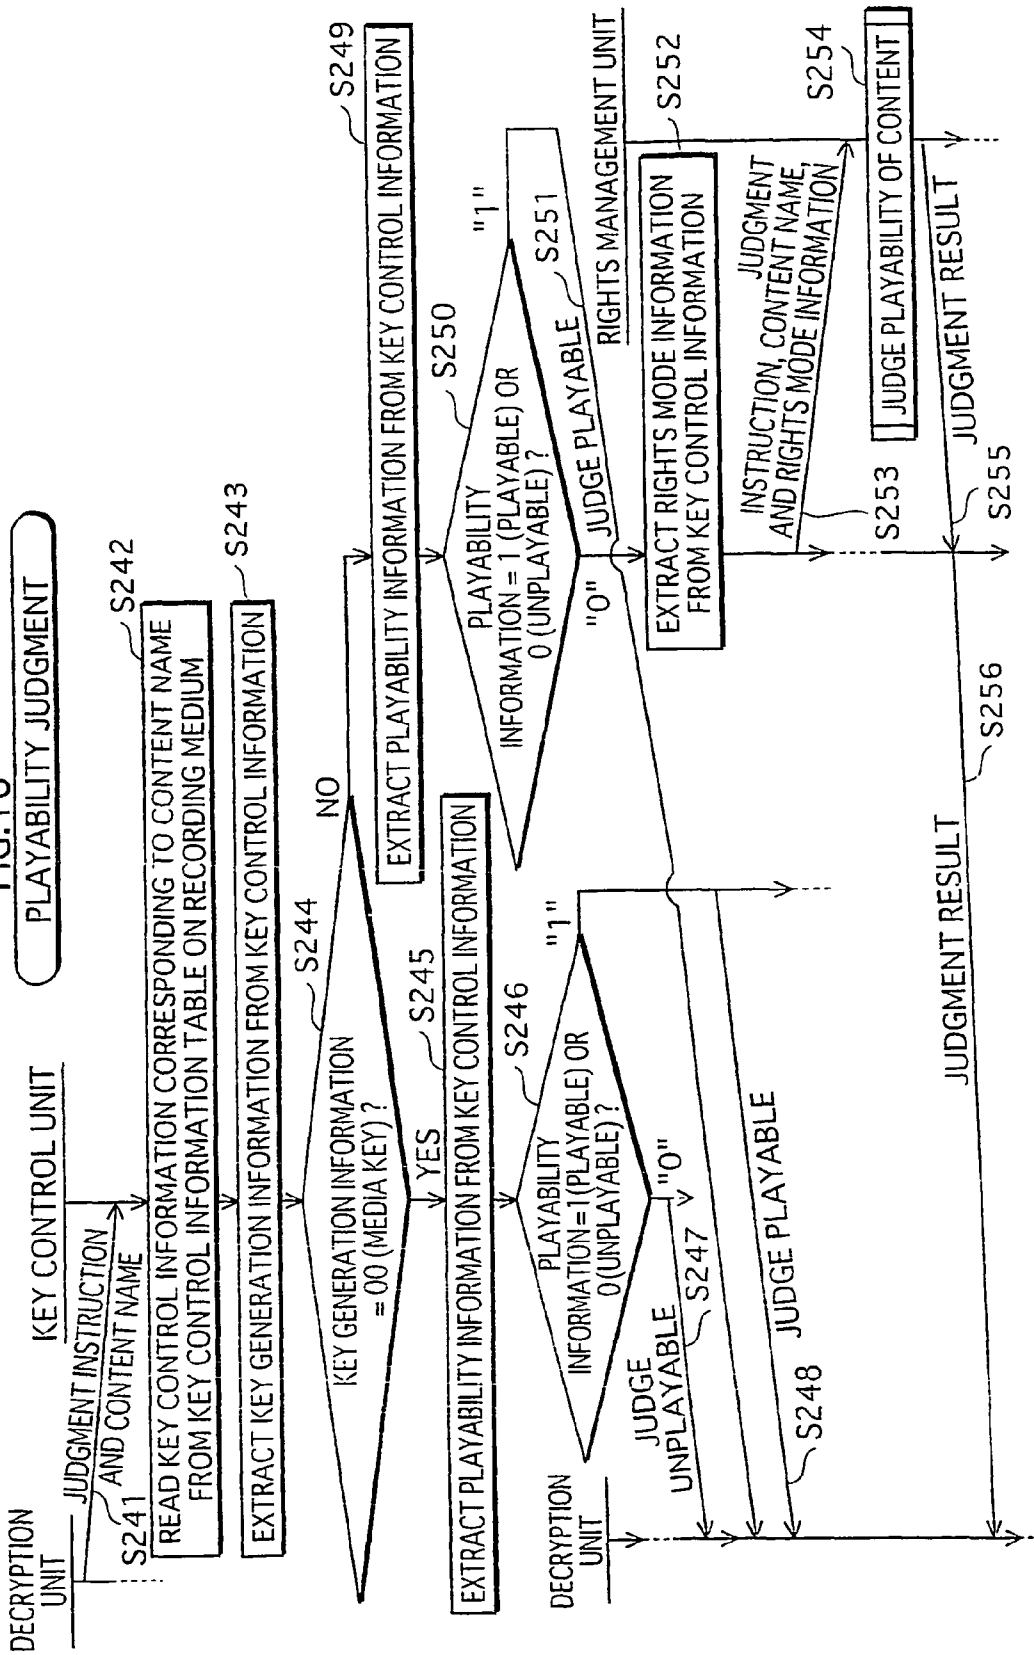 PLAYABILITY JUDGMENT
DECRYPTION
UNIT
KEY CONTROL UNIT
JUDGMENT INSTRUCTION
AND CONTENT NAME
S241
READ KEY CONTROL INFORMATION CORRESPONDING TO CONTENT NAME
FROM KEY CONTROL INFORMATION TABLE ON RECORDING MEDIUM
S242
EXTRACT KEY GENERATION INFORMATION FROM KEY CONTROL INFORMATION
S243
KEY GENERATION INFORMATION
= 00 (MEDIA KEY) ?
S244
NO
YES
EXTRACT PLAYABILITY INFORMATION FROM KEY CONTROL INFORMATION
S245
PLAYABILITY
INFORMATION=1(PLAYABLE) OR
0(UNPLAYABLE) ?
S246
"1"
"0"
DECRYPTION
UNIT
JUDGE
UNPLAYABLE
S247
JUDGE PLAYABLE
S248
EXTRACT PLAYABILITY INFORMATION FROM KEY CONTROL INFORMATION
S249
PLAYABILITY
INFORMATION = 1 (PLAYABLE) OR
0 (UNPLAYABLE) ?
S250
"1"
"0"
JUDGE PLAYABLE
S251
RIGHTS MANAGEMENT UNIT
EXTRACT RIGHTS MODE INFORMATION
FROM KEY CONTROL INFORMATION
S252
JUDGMENT
INSTRUCTION, CONTENT NAME,
AND RIGHTS MODE INFORMATION
S253
JUDGE PLAYABILITY OF CONTENT
S254
JUDGMENT RESULT
S255
JUDGMENT RESULT
S256